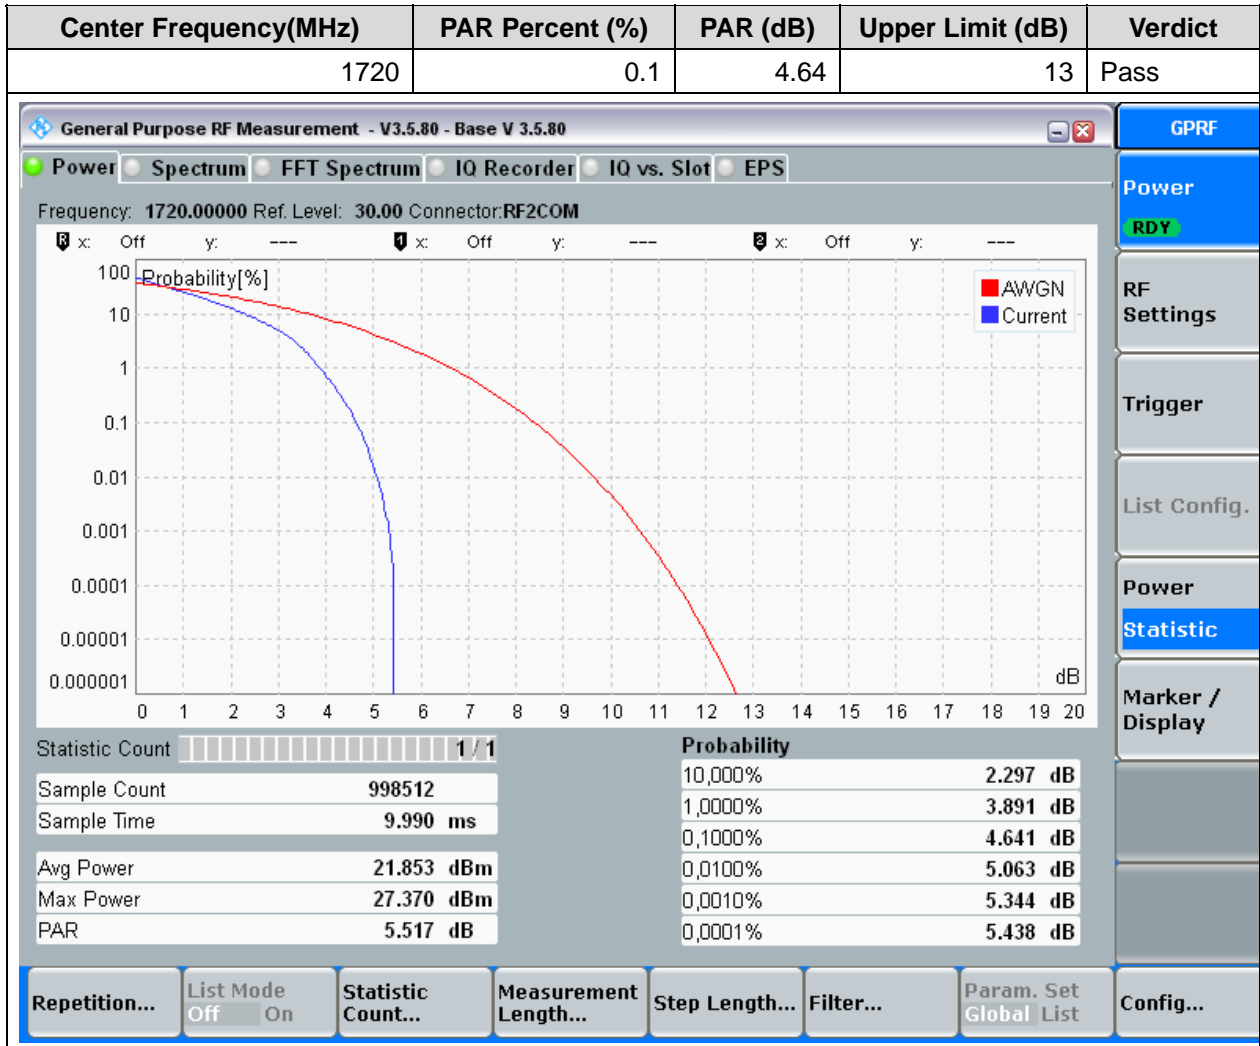 Center Frequency(MHz) PAR Percent (%) PAR (dB) Upper Limit (dB) Verdict
1720 0.1 4.64 13 Pass
General Purpose RF Measurement - V3.5.80 - Base V 3.5.80
GPRF
Power Spectrum FFT Spectrum IQ Recorder IQ vs. Slot EPS
Frequency: 1720.00000 Ref. Level: 30.00 Connector:RF2COM
R x: Off y: --- 1 x: Off y: --- 2 x: Off y: ---
Probability[%]
100
10
1
0.1
0.01
0.001
0.0001
0.00001
0.000001
AWGN
Current
dB
0 1 2 3 4 5 6 7 8 9 10 11 12 13 14 15 16 17 18 19 20
Statistic Count 1 / 1
Sample Count 998512
Sample Time 9.990 ms
Avg Power 21.853 dBm
Max Power 27.370 dBm
PAR 5.517 dB
Probability
10,000% 2.297 dB
1,0000% 3.891 dB
0,1000% 4.641 dB
0,0100% 5.063 dB
0,0010% 5.344 dB
0,0001% 5.438 dB
Power
RDY
RF
Settings
Trigger
List Config.
Power
Statistic
Marker /
Display
Repetition...
List Mode
Off On
Statistic
Count...
Measurement
Length...
Step Length...
Filter...
Param. Set
Global List
Config...